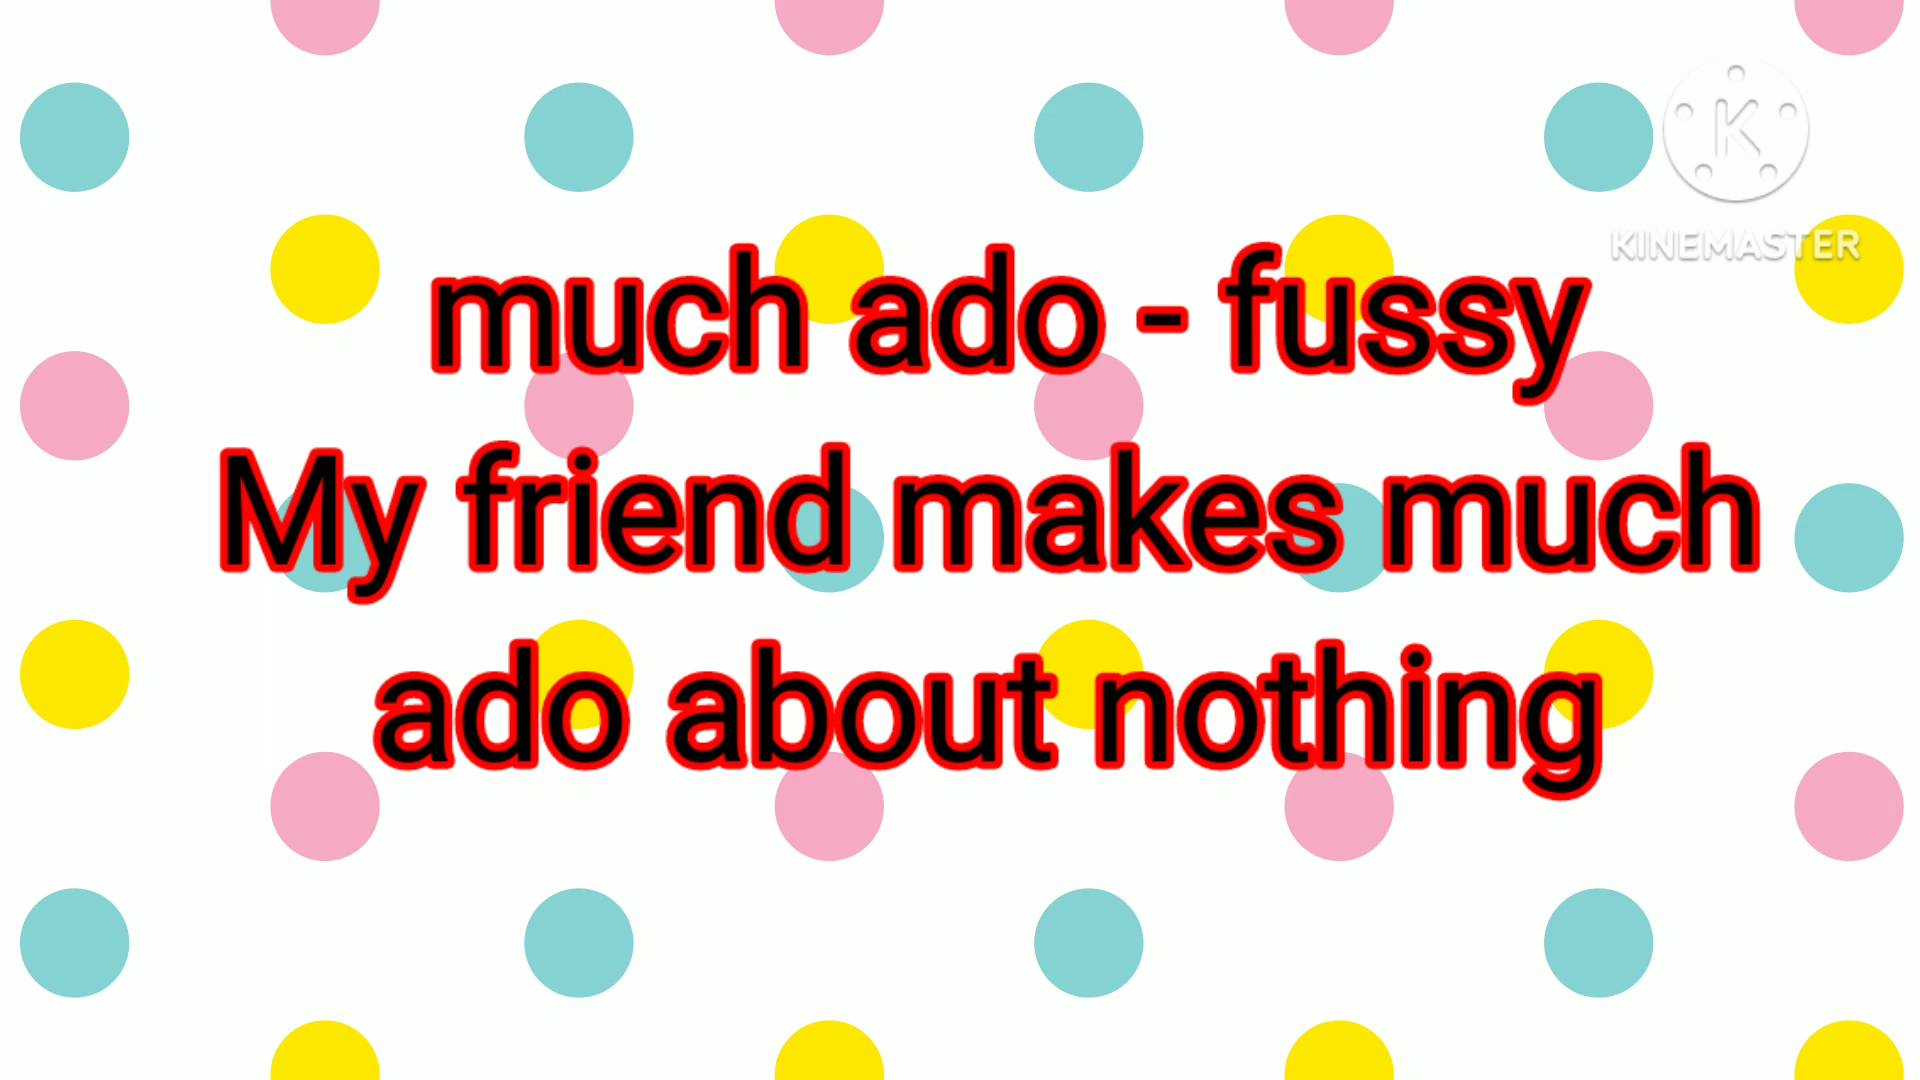 K
KINEMASTER
much ado - fussy
My friend makes much
ado about nothing